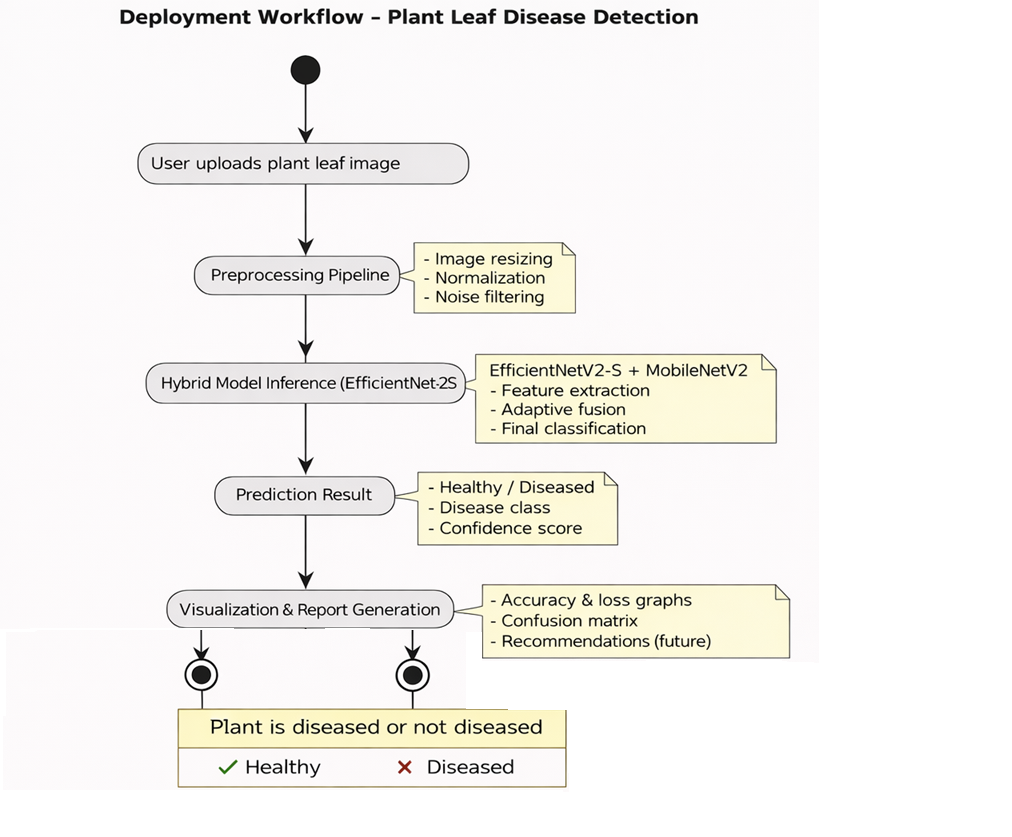 Deployment Workflow – Plant Leaf Disease Detection
User uploads plant leaf image
Preprocessing Pipeline
- Image resizing
- Normalization
- Noise filtering
Hybrid Model Inference (EfficientNet-2S
EfficientNetV2-S + MobileNetV2
- Feature extraction
- Adaptive fusion
- Final classification
Prediction Result
- Healthy / Diseased
- Disease class
- Confidence score
Visualization & Report Generation
- Accuracy & loss graphs
- Confusion matrix
- Recommendations (future)
Plant is diseased or not diseased
✓ Healthy
✗ Diseased